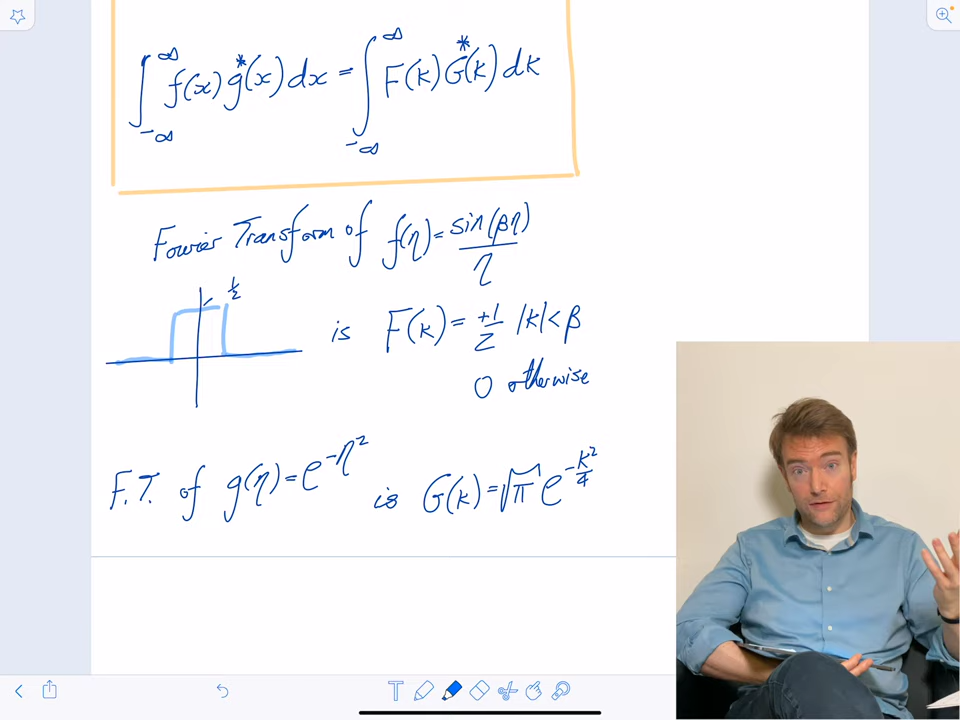 ∫_{-∞}^{∞} f(x) g*(x) dx = ∫_{-∞}^{∞} F(k) G*(k) dk
Fourier Transform of f(η) = sin(βη)/η
1/2
is F(k) = +1/2 |k| < β
0 otherwise
F.T. of g(η) = e^{-η²} is G(k) = √π e^{-k²/4}
T